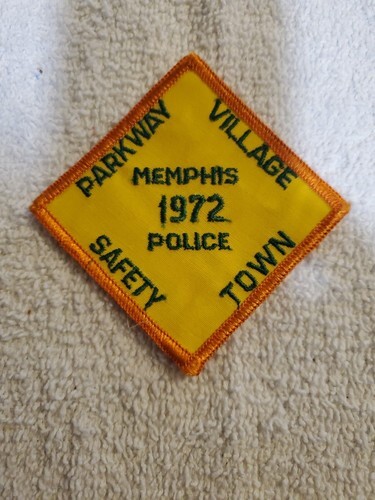 PARKWAY VILLAGE
MEMPHIS
1972
POLICE
SAFETY TOWN